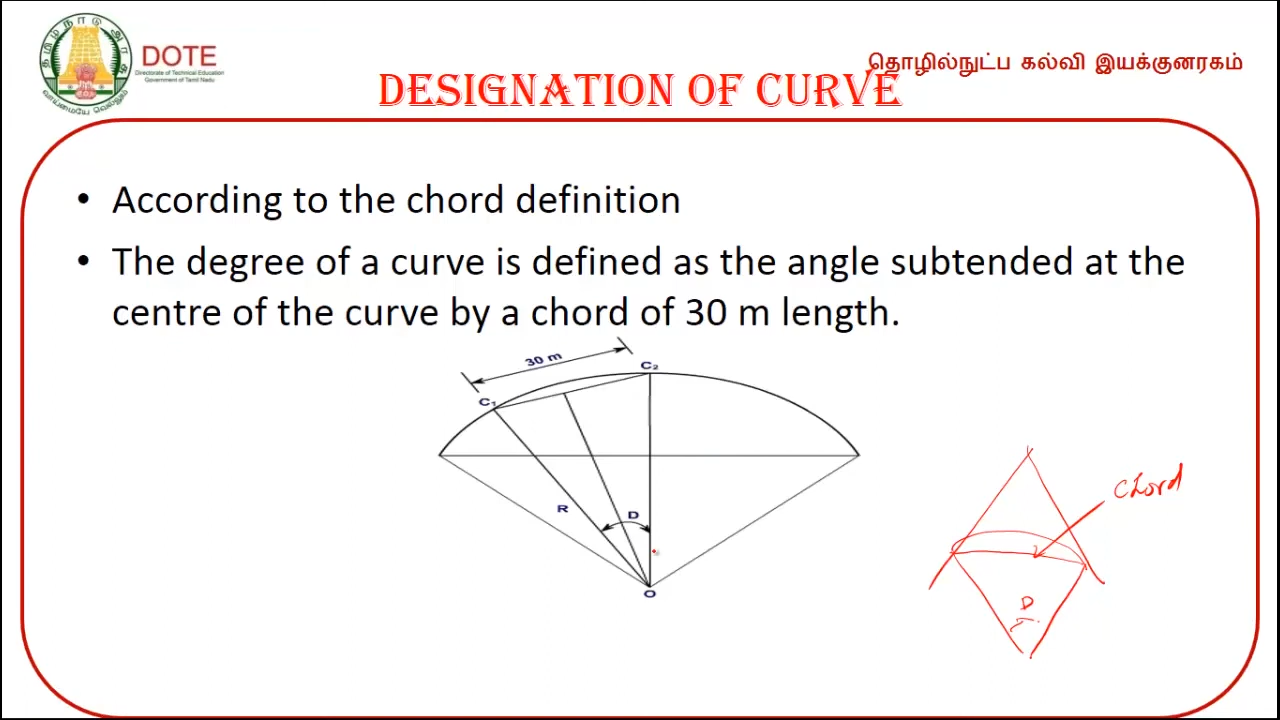 தமிழ்நாடு அரசு
வாய்மையே வெல்லும்
DOTE
Directorate of Technical Education
Government of Tamil Nadu
தொழில்நுட்ப கல்வி இயக்குனரகம்
DESIGNATION OF CURVE
• According to the chord definition
• The degree of a curve is defined as the angle subtended at the
centre of the curve by a chord of 30 m length.
30 m
C₂
C₁
R
D
O
Chord
D